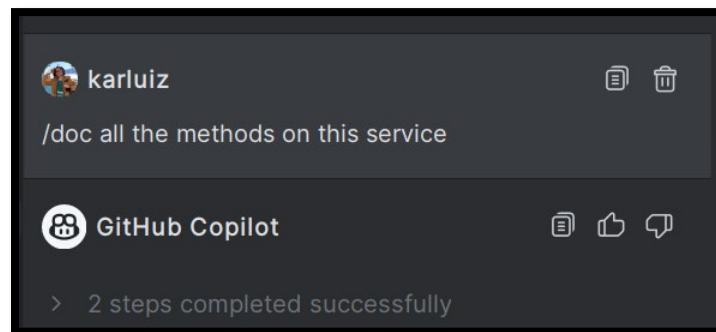 karluiz
/doc all the methods on this service
GitHub Copilot
2 steps completed successfully